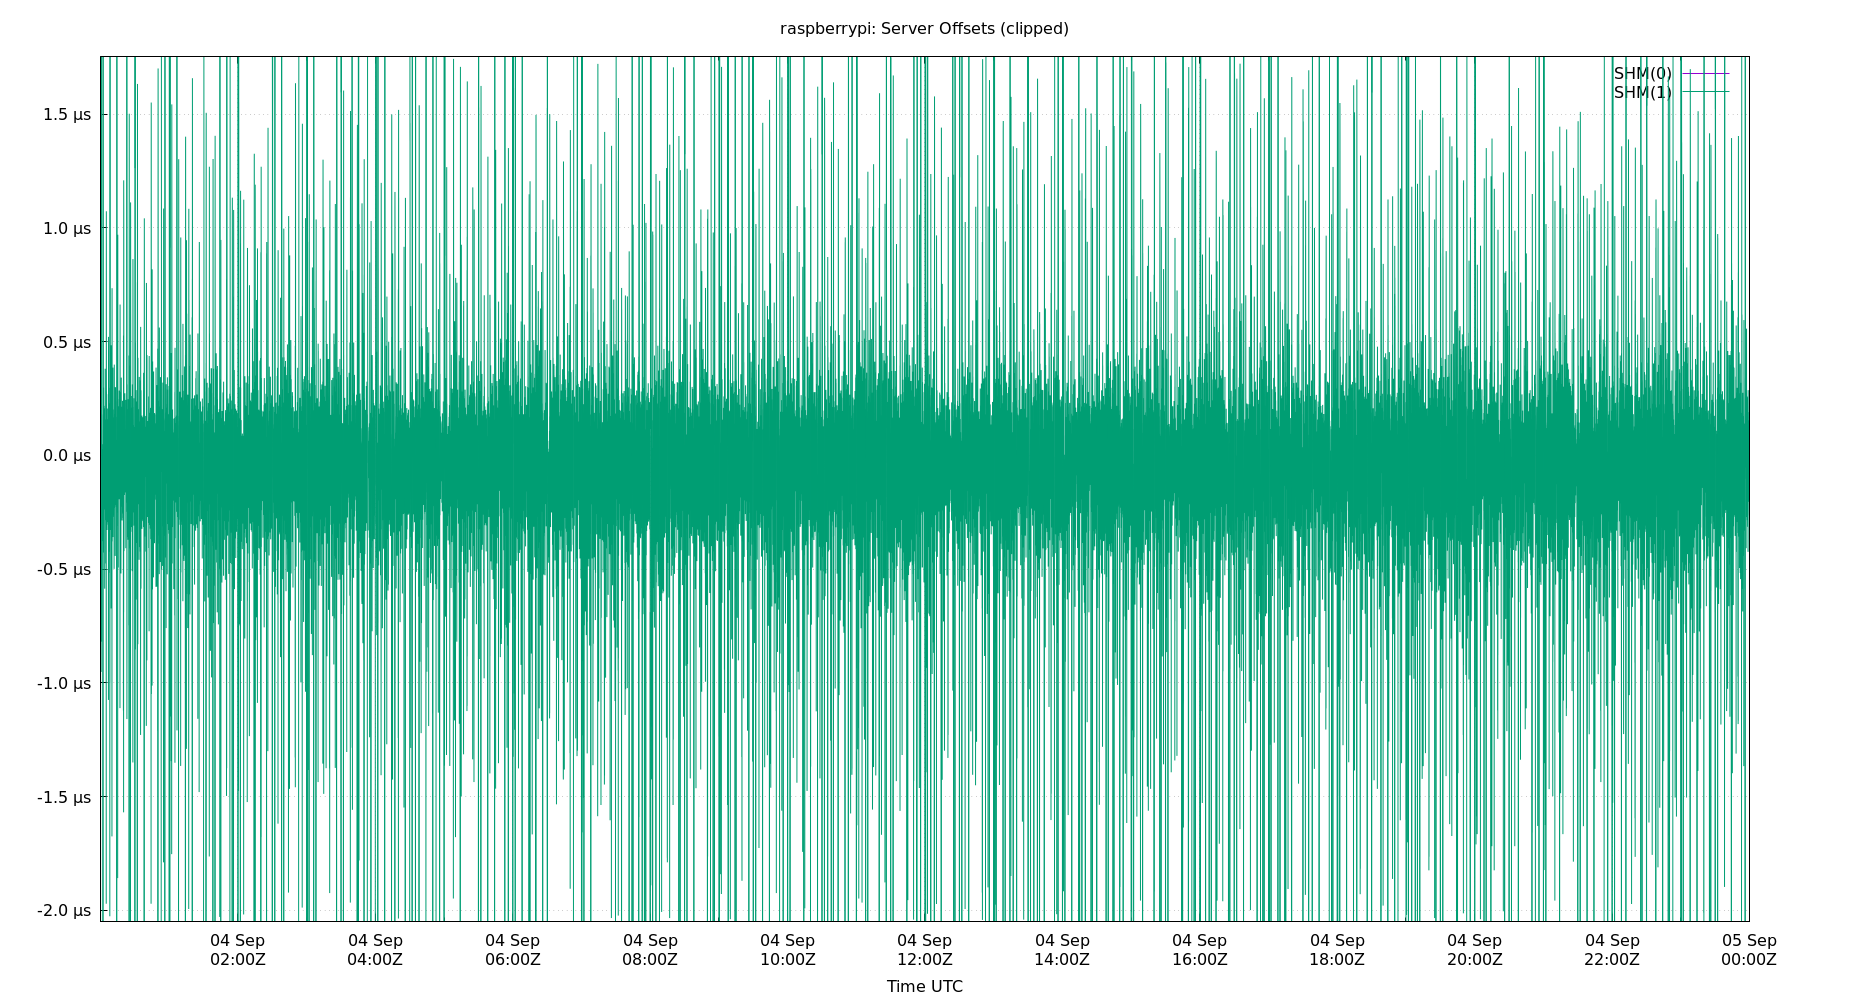 raspberrypi: Server Offsets (clipped)
SHM(0)
SHM(1)
1.5 µs
1.0 µs
0.5 µs
0.0 µs
-0.5 µs
-1.0 µs
-1.5 µs
-2.0 µs
04 Sep 04 Sep 04 Sep 04 Sep 04 Sep 04 Sep 04 Sep 04 Sep 04 Sep 04 Sep 04 Sep 05 Sep
02:00Z 04:00Z 06:00Z 08:00Z 10:00Z 12:00Z 14:00Z 16:00Z 18:00Z 20:00Z 22:00Z 00:00Z
Time UTC